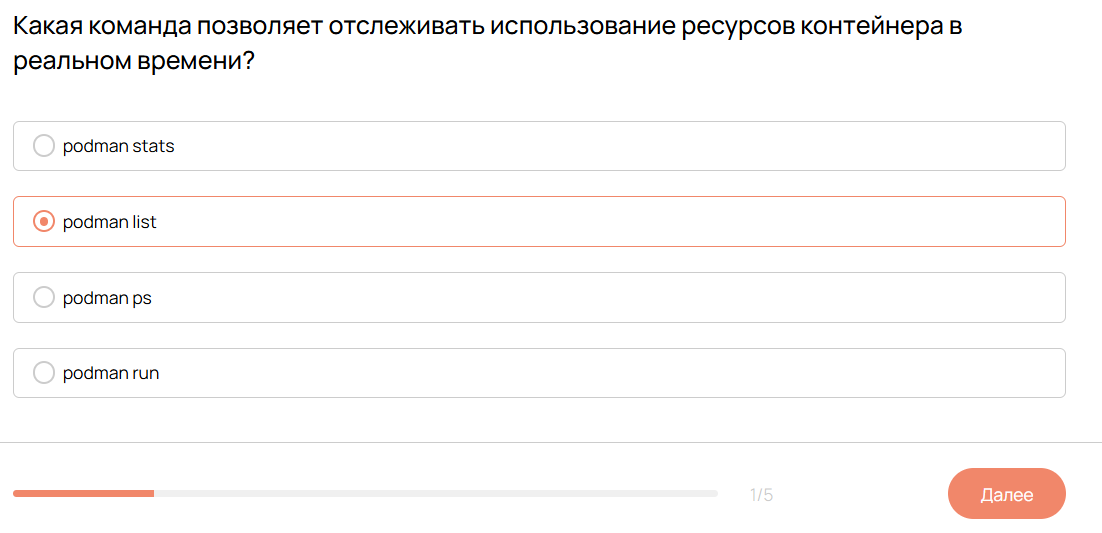 Какая команда позволяет отслеживать использование ресурсов контейнера в
реальном времени?
podman stats
podman list
podman ps
podman run
1/5
Далее